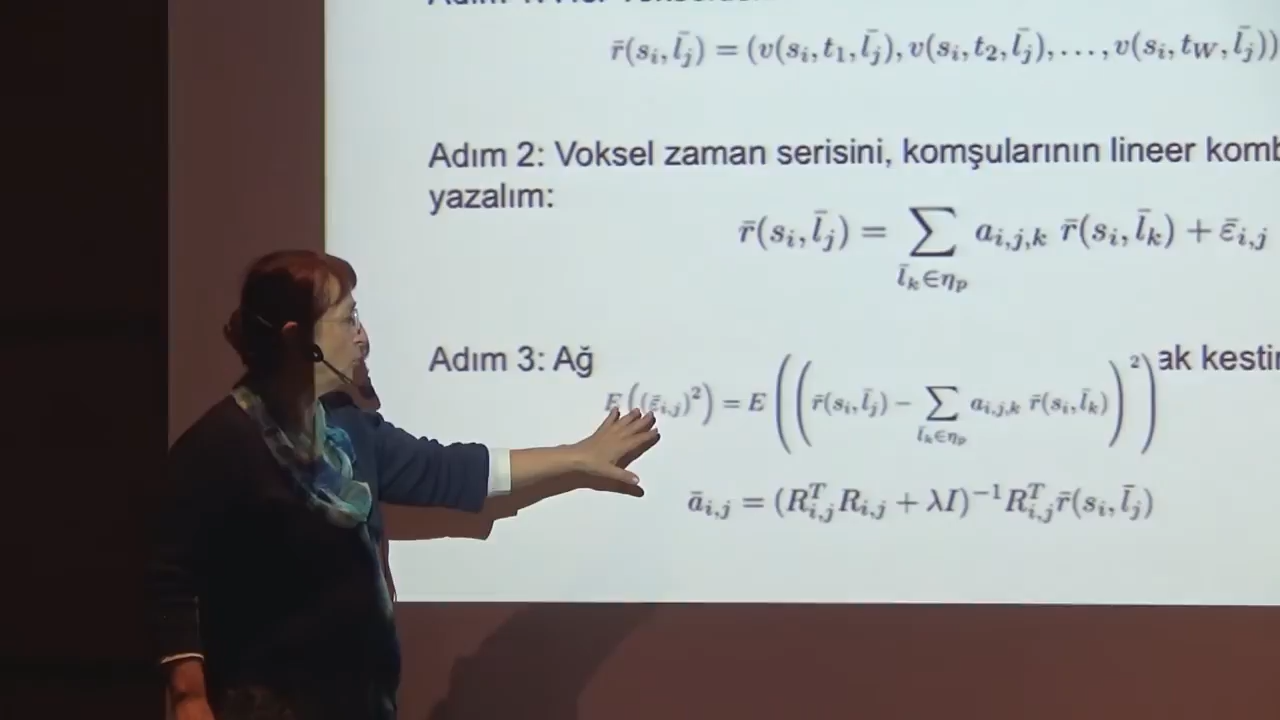 r̄(sᵢ, l̄ⱼ) = (v(sᵢ, t₁, l̄ⱼ), v(sᵢ, t₂, l̄ⱼ), . . . , v(sᵢ, t_W, l̄ⱼ))
Adım 2: Voksel zaman serisini, komşularının lineer komb
yazalım:
r̄(sᵢ, l̄ⱼ) = ∑_{l̄ₖ∈ηₚ} a_{i,j,k} r̄(sᵢ, l̄ₖ) + ε̄_{i,j}
Adım 3: Ağ ak kestir
E((ε̄_{i,j})²) = E((r̄(sᵢ, l̄ⱼ) − ∑_{l̄ₖ∈ηₚ} a_{i,j,k} r̄(sᵢ, l̄ₖ))²)
ā_{i,j} = (R^T_{i,j} R_{i,j} + λI)⁻¹ R^T_{i,j} r̄(sᵢ, l̄ⱼ)